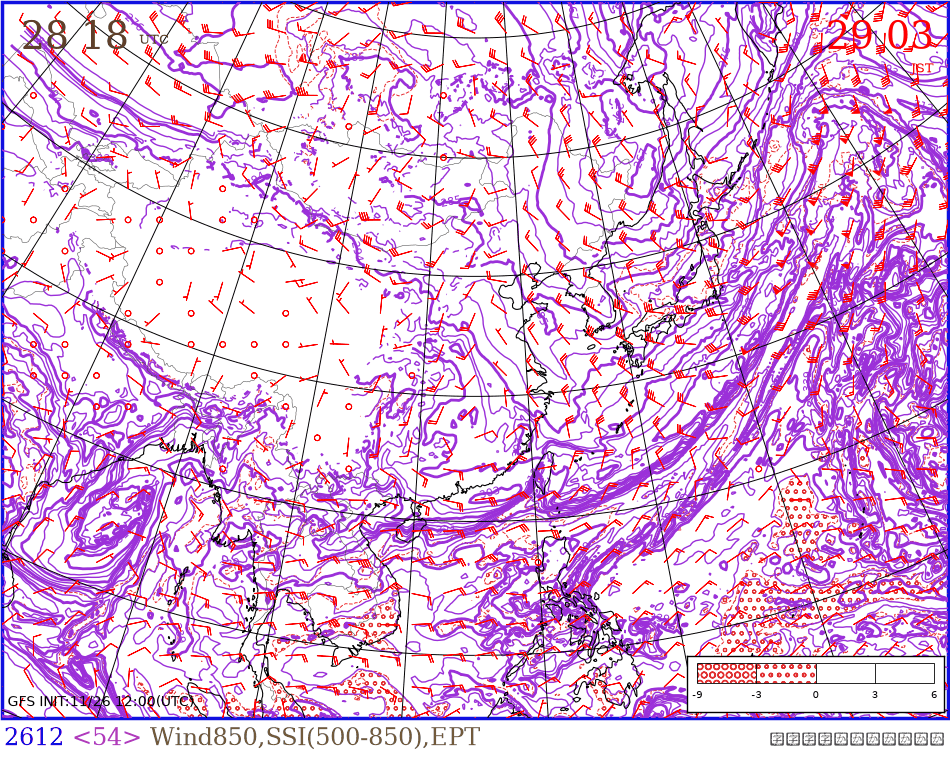 28 18 UTC
29 03
JST
GFS INIT:11/26 12:00(UTC)
-9 -3 0 3 6
2612 <54> Wind850,SSI(500-850),EPT